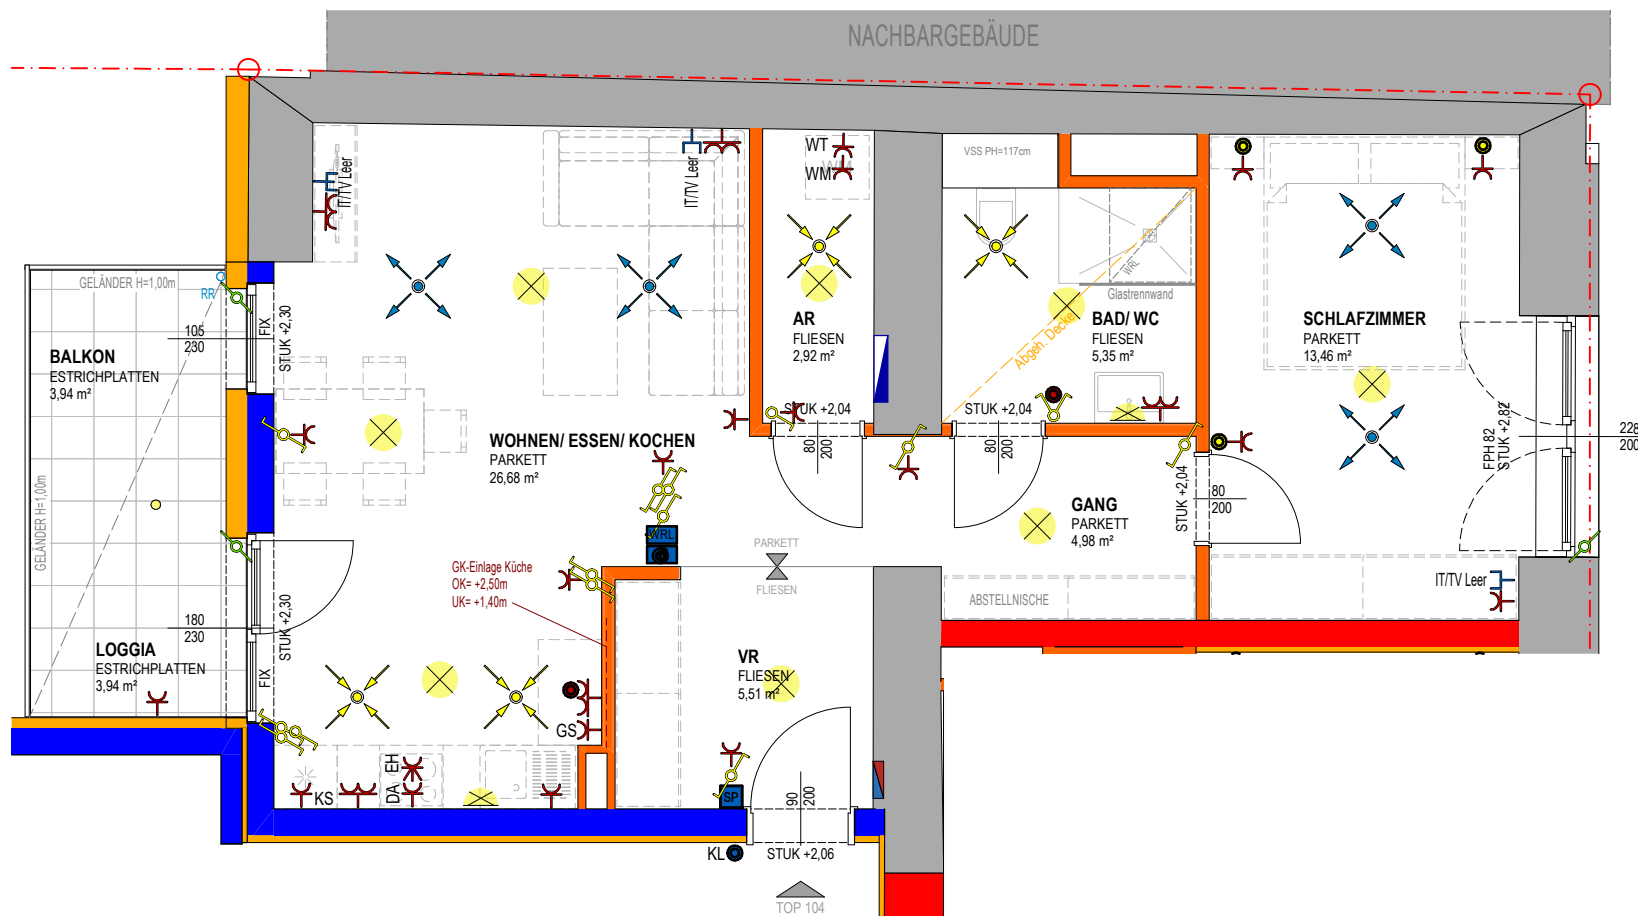 NACHBARGEBÄUDE
WT
WM
WM
VSS PH=117cm
IT/TV Leer
IT/TV Leer
GELÄNDER H=1,00m
RR
105
230
FIX
STUK +2,30
BALKON
ESTRICHPLATTEN
3,94 m²
WRL
Glastrennwand
Abgeh. Decke
AR
FLIESEN
2,92 m²
BAD/ WC
FLIESEN
5,35 m²
SCHLAFZIMMER
PARKETT
13,46 m²
STUK +2,04
STUK +2,04
80
200
80
200
WOHNEN/ ESSEN/ KOCHEN
PARKETT
26,68 m²
FPH 82
STUK +2,82
228
200
GELÄNDER H=1,00m
STUK +2,04
80
200
GANG
PARKETT
4,98 m²
WRL
PARKETT
FLIESEN
GK-Einlage Küche
OK= +2,50m
UK= +1,40m
ABSTELLNISCHE
IT/TV Leer
180
230
STUK +2,30
FIX
LOGGIA
ESTRICHPLATTEN
3,94 m²
VR
FLIESEN
5,51 m²
GS
KS
DA
EH
SP
90
200
KL
STUK +2,06
TOP 104